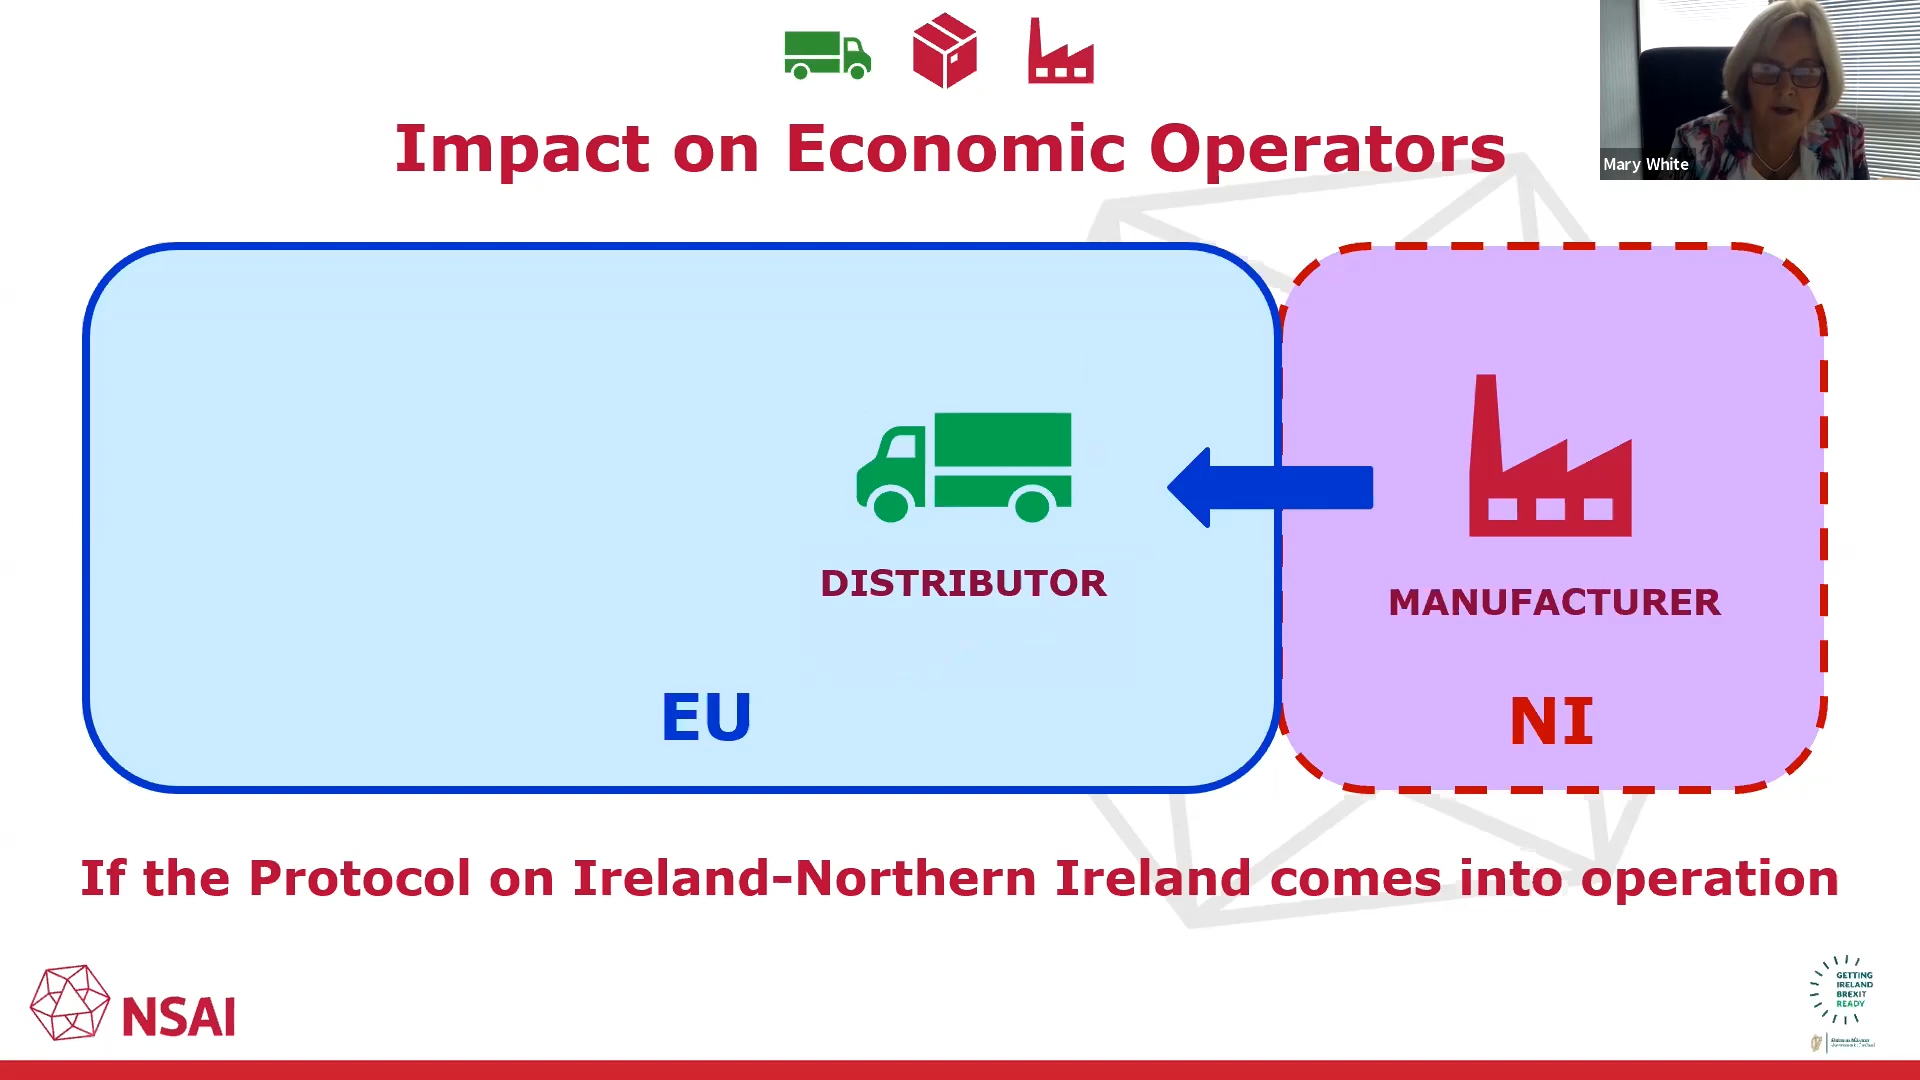 Impact on Economic Operators
Mary White
DISTRIBUTOR
MANUFACTURER
EU
NI
If the Protocol on Ireland-Northern Ireland comes into operation
NSAI
GETTING
IRELAND
BREXIT
READY